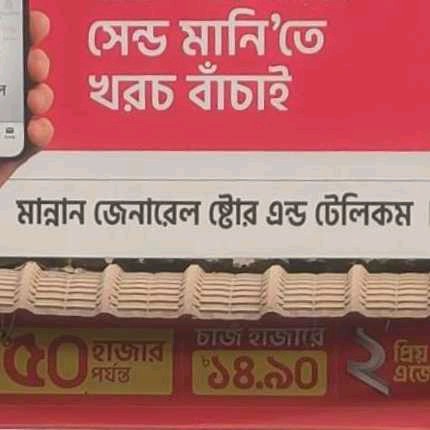 সেন্ড মানি'তে
খরচ বাঁচাই
মান্নান জেনারেল ষ্টোর এন্ড টেলিকম
৳৫০ হাজার পর্যন্ত
চার্জ হাজারে
৳১৪.৯০
২ প্রিয়